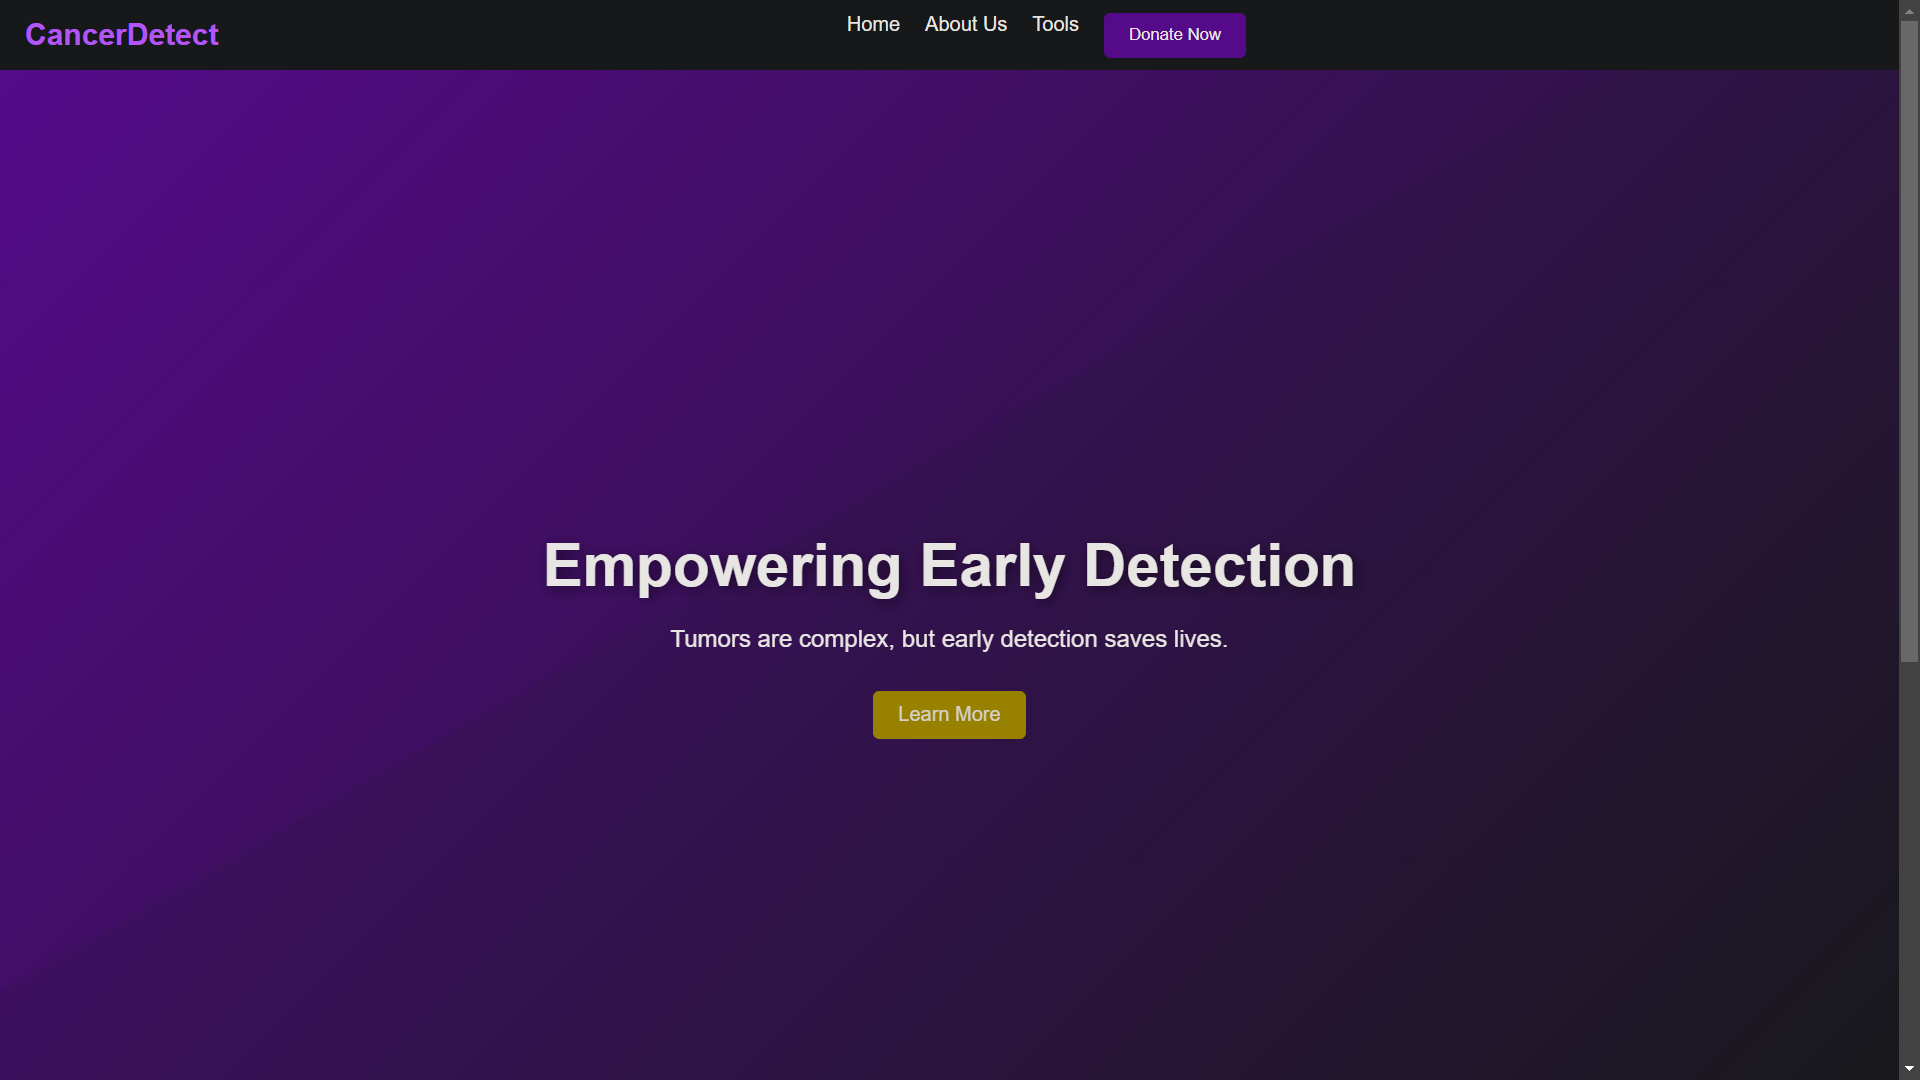 CancerDetect
Home About Us Tools Donate Now
Empowering Early Detection
Tumors are complex, but early detection saves lives.
Learn More